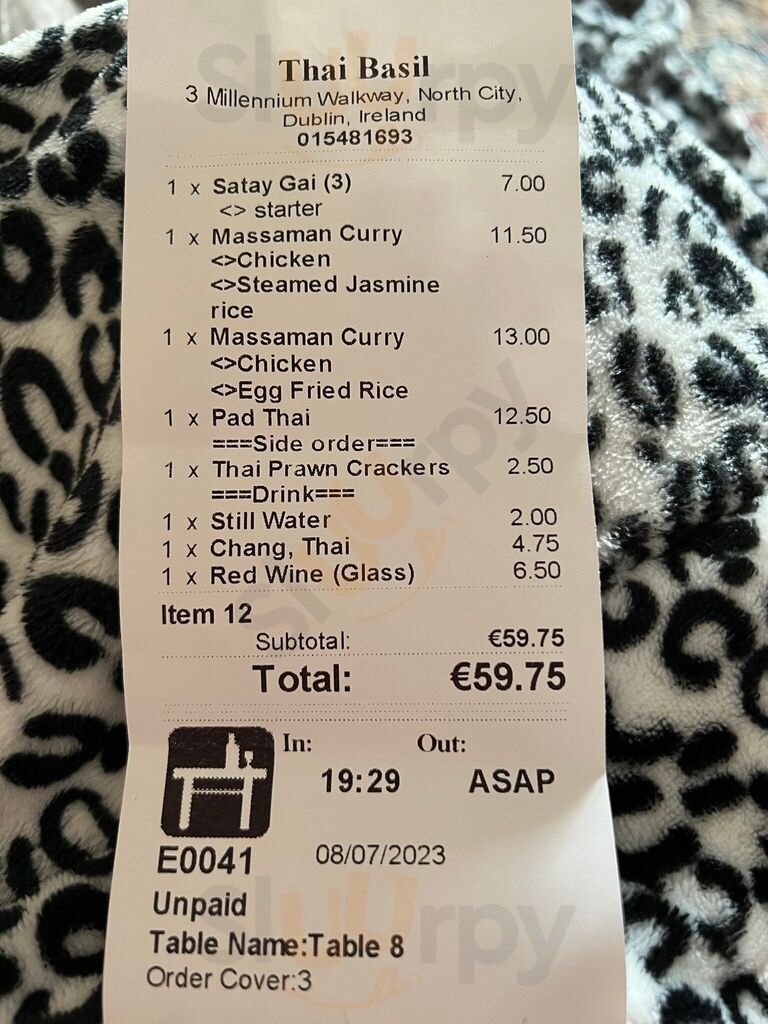 Thai Basil
3 Millennium Walkway, North City,
Dublin, Ireland
015481693
1 x Satay Gai (3) 7.00
<> starter
1 x Massaman Curry 11.50
<>Chicken
<>Steamed Jasmine
rice
1 x Massaman Curry 13.00
<>Chicken
<>Egg Fried Rice
1 x Pad Thai 12.50
===Side order===
1 x Thai Prawn Crackers 2.50
===Drink===
1 x Still Water 2.00
1 x Chang, Thai 4.75
1 x Red Wine (Glass) 6.50
Item 12
Subtotal: €59.75
Total: €59.75
In: Out:
19:29 ASAP
E0041 08/07/2023
Unpaid
Table Name:Table 8
Order Cover:3
Sluurpy
Sluurpy
Sluurpy